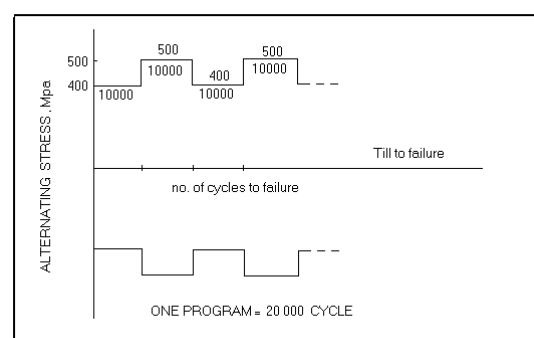 ALTERNATING STRESS .Mpa
500
400
10000
500
10000
400
10000
500
10000
Till to failure
no. of cycles to failure
ONE PROGRAM = 20 000 CYCLE